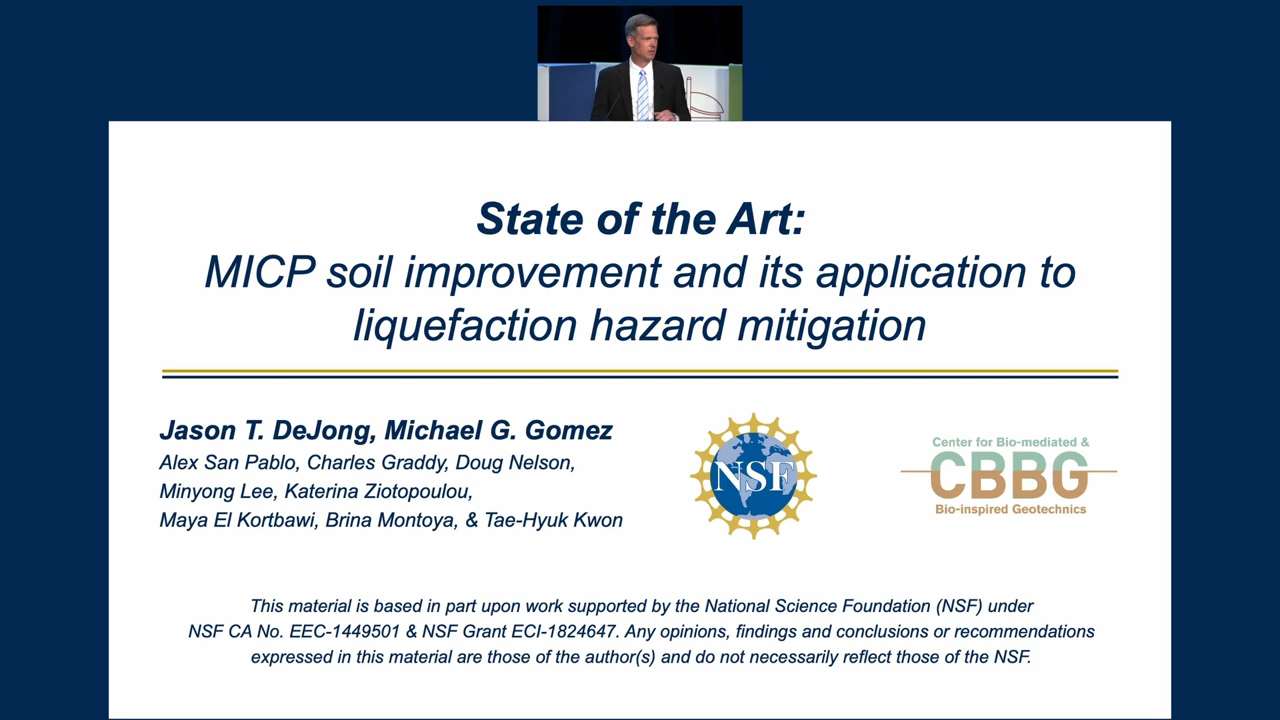 State of the Art:
MICP soil improvement and its application to
liquefaction hazard mitigation
Jason T. DeJong, Michael G. Gomez
Alex San Pablo, Charles Graddy, Doug Nelson,
Minyong Lee, Katerina Ziotopoulou,
Maya El Kortbawi, Brina Montoya, & Tae-Hyuk Kwon
NSF
Center for Bio-mediated &
CBBG
Bio-inspired Geotechnics
This material is based in part upon work supported by the National Science Foundation (NSF) under
NSF CA No. EEC-1449501 & NSF Grant ECI-1824647. Any opinions, findings and conclusions or recommendations
expressed in this material are those of the author(s) and do not necessarily reflect those of the NSF.